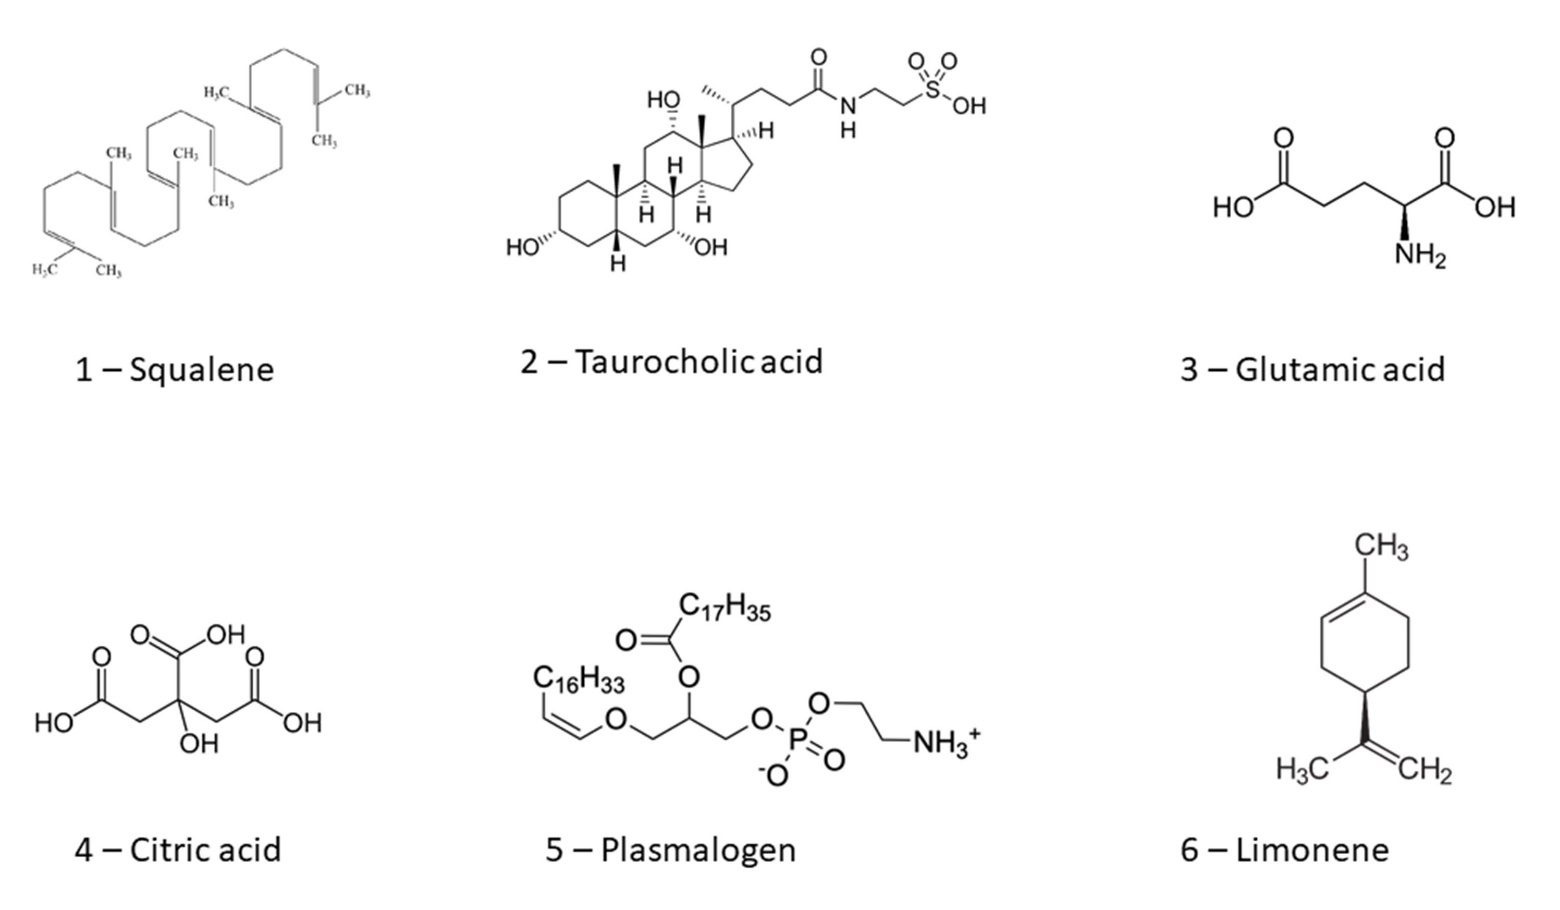 H₃C
CH₃
CH₃
CH₃
CH₃
CH₃
H₃C
CH₃
1 – Squalene
O
O O
S
OH
N
H
HO
H
H
H
H
HO
H
OH
2 – Taurocholic acid
O
O
HO
OH
NH₂
3 – Glutamic acid
O
OH
O
O
HO
OH
OH
4 – Citric acid
C₁₇H₃₅
O
C₁₆H₃₃
O
O
O
O
P
O
⁻O
NH₃⁺
5 – Plasmalogen
CH₃
H₃C
CH₂
6 – Limonene